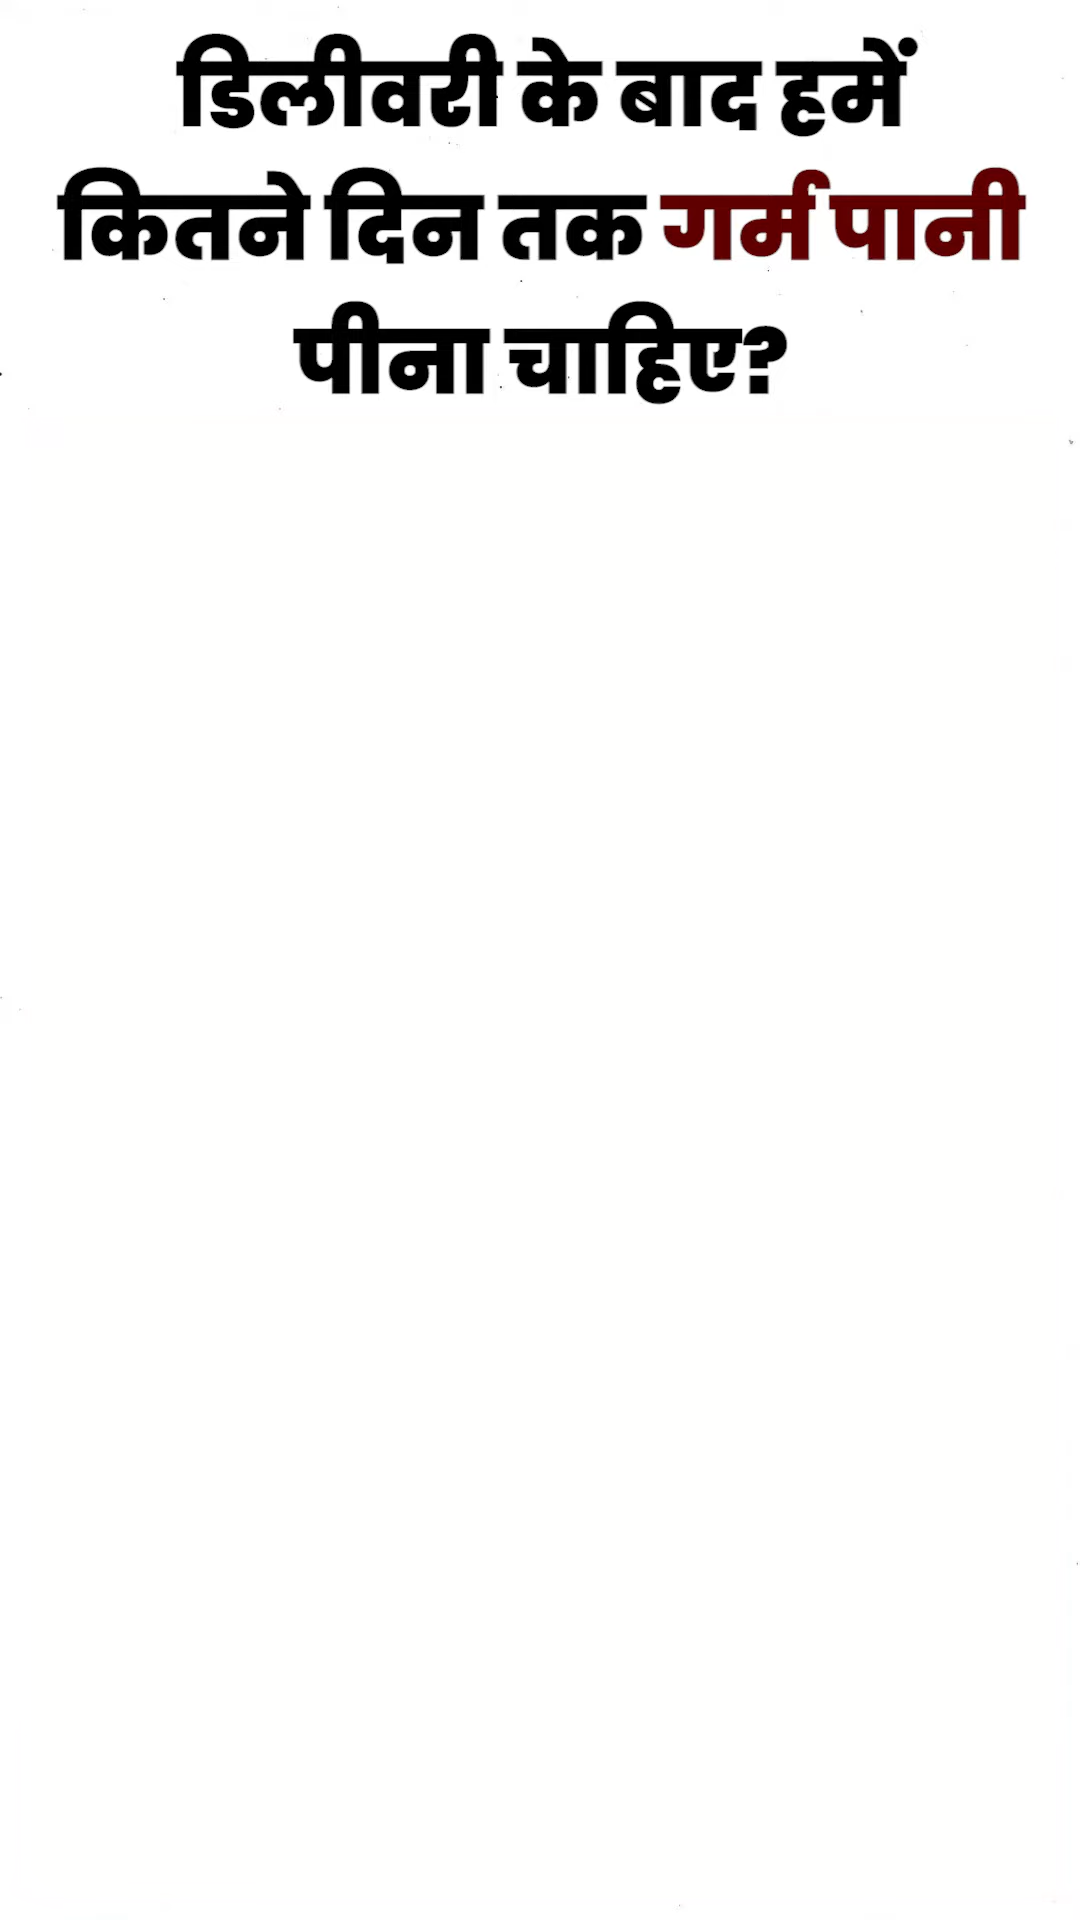 डिलीवरी के बाद हमें
कितने दिन तक गर्म पानी
पीना चाहिए?